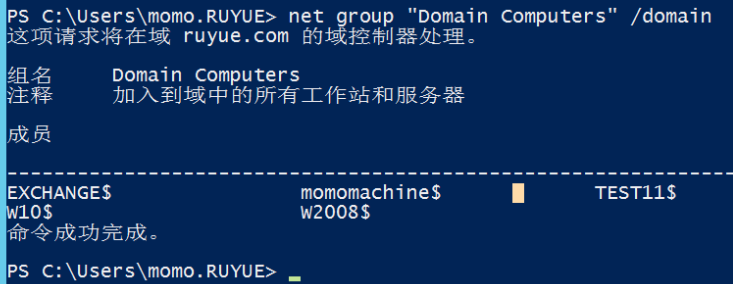 PS C:\Users\momo.RUYUE> net group "Domain Computers" /domain
这项请求将在域 ruyue.com 的域控制器处理。
组名     Domain Computers
注释     加入到域中的所有工作站和服务器
成员
-------------------------------------------------------------
EXCHANGE$                momomachine$             TEST11$
W10$                     W2008$
命令成功完成。
PS C:\Users\momo.RUYUE>